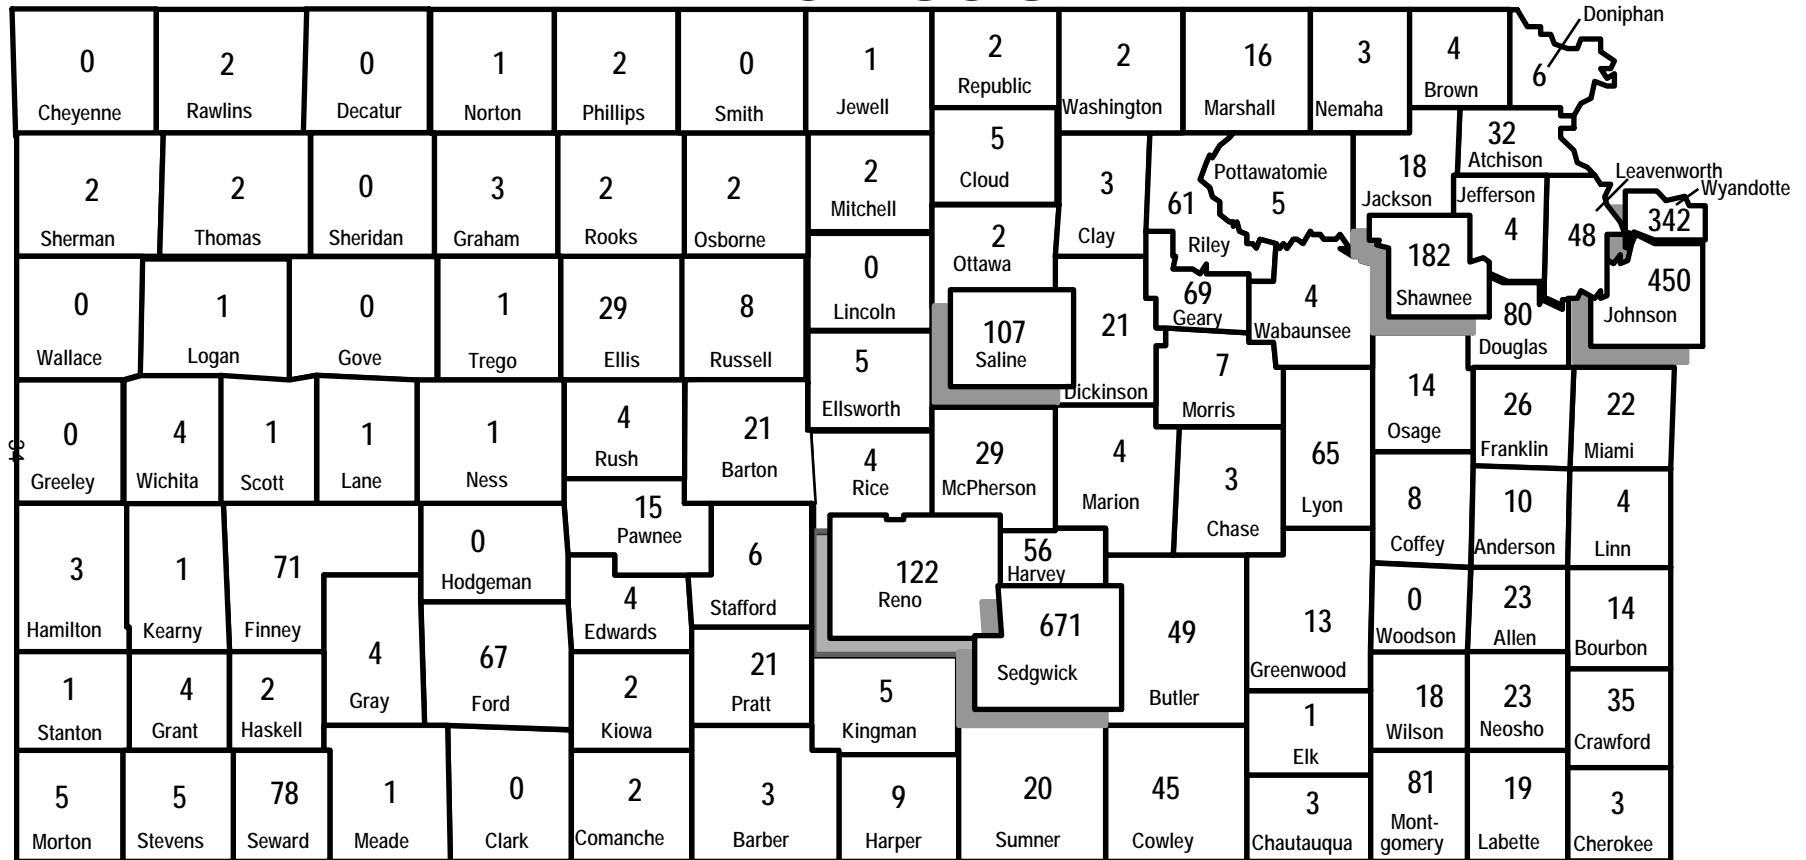 Doniphan
0
Cheyenne
2
Rawlins
0
Decatur
1
Norton
2
Phillips
0
Smith
1
Jewell
2
Republic
2
Washington
16
Marshall
3
Nemaha
4
Brown
6
5
Cloud
32
Atchison
Leavenworth
Wyandotte
2
Sherman
2
Thomas
0
Sheridan
3
Graham
2
Rooks
2
Osborne
2
Mitchell
3
Clay
61
Riley
Pottawatomie
5
18
Jackson
Jefferson
4
48
342
2
Ottawa
182
Shawnee
450
Johnson
0
Wallace
1
Logan
0
Gove
1
Trego
29
Ellis
8
Russell
0
Lincoln
107
Saline
21
Dickinson
69
Geary
4
Wabaunsee
80
Douglas
5
Ellsworth
7
Morris
14
Osage
26
Franklin
22
Miami
34
0
Greeley
4
Wichita
1
Scott
1
Lane
1
Ness
4
Rush
21
Barton
4
Rice
29
McPherson
4
Marion
3
Chase
65
Lyon
8
Coffey
10
Anderson
4
Linn
3
Hamilton
1
Kearny
71
Finney
0
Hodgeman
15
Pawnee
6
Stafford
122
Reno
56
Harvey
4
Edwards
671
Sedgwick
49
Butler
13
Greenwood
0
Woodson
23
Allen
14
Bourbon
1
Stanton
4
Grant
2
Haskell
4
Gray
67
Ford
2
Kiowa
21
Pratt
5
Kingman
1
Elk
18
Wilson
23
Neosho
35
Crawford
5
Morton
5
Stevens
78
Seward
1
Meade
0
Clark
2
Comanche
3
Barber
9
Harper
20
Sumner
45
Cowley
3
Chautauqua
81
Mont-
gomery
19
Labette
3
Cherokee